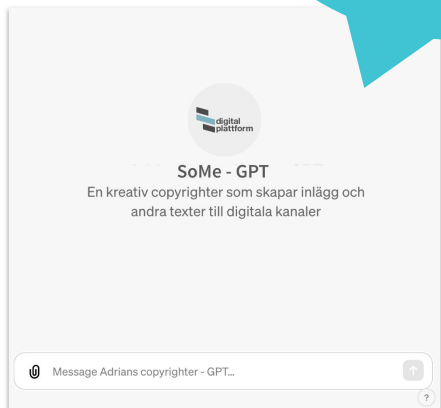 digital
plattform
SoMe - GPT
En kreativ copyrighter som skapar inlägg och
andra texter till digitala kanaler
Message Adrians copyrighter - GPT...
?